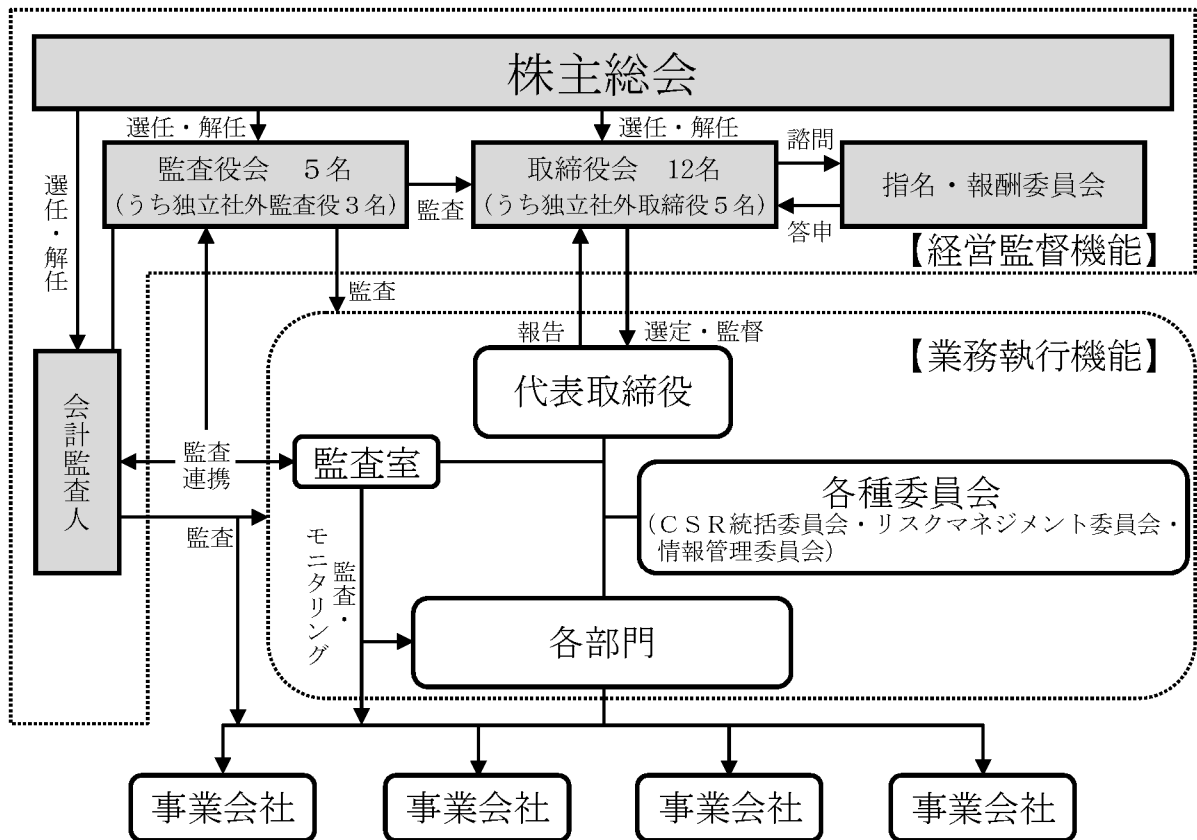 株主総会
選任・解任
選任・解任
選任・解任
監査役会　５名
(うち独立社外監査役３名)
監査
取締役会　12名
(うち独立社外取締役５名)
諮問
答申
指名・報酬委員会
【経営監督機能】
監査
報告
選定・監督
【業務執行機能】
代表取締役
会計監査人
監査
連携
監査室
各種委員会
(ＣＳＲ統括委員会・リスクマネジメント委員会・
情報管理委員会)
監査
監査・
モニタリング
各部門
事業会社
事業会社
事業会社
事業会社